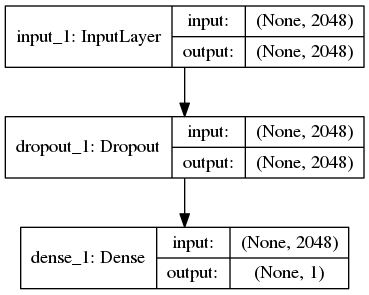 input_1: InputLayer
input: (None, 2048)
output: (None, 2048)
dropout_1: Dropout
input: (None, 2048)
output: (None, 2048)
dense_1: Dense
input: (None, 2048)
output: (None, 1)